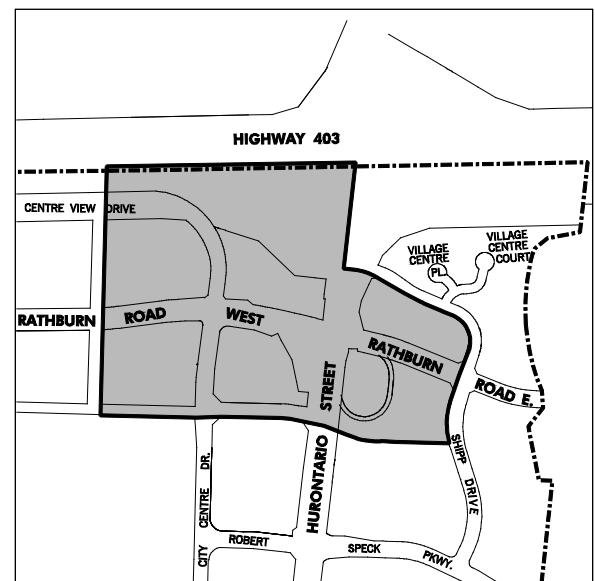 HIGHWAY 403
CENTRE VIEW DRIVE
VILLAGE
CENTRE
PL.
VILLAGE
CENTRE
COURT
RATHBURN ROAD WEST
RATHBURN ROAD E.
HURONTARIO STREET
SHIPP DRIVE
CITY CENTRE DR.
ROBERT SPECK PKWY.